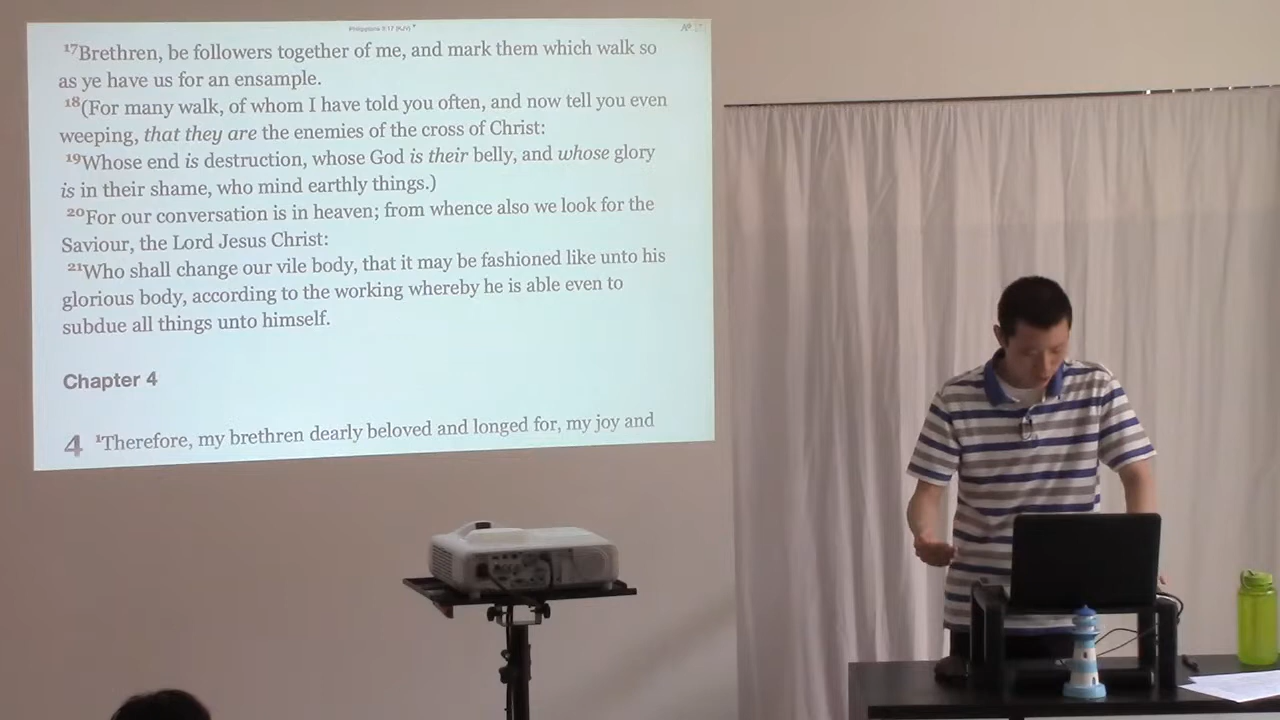 Philippians 3:17 (KJV)
17Brethren, be followers together of me, and mark them which walk so
as ye have us for an ensample.
18(For many walk, of whom I have told you often, and now tell you even
weeping, that they are the enemies of the cross of Christ:
19Whose end is destruction, whose God is their belly, and whose glory
is in their shame, who mind earthly things.)
20For our conversation is in heaven; from whence also we look for the
Saviour, the Lord Jesus Christ:
21Who shall change our vile body, that it may be fashioned like unto his
glorious body, according to the working whereby he is able even to
subdue all things unto himself.
Chapter 4
4 1Therefore, my brethren dearly beloved and longed for, my joy and